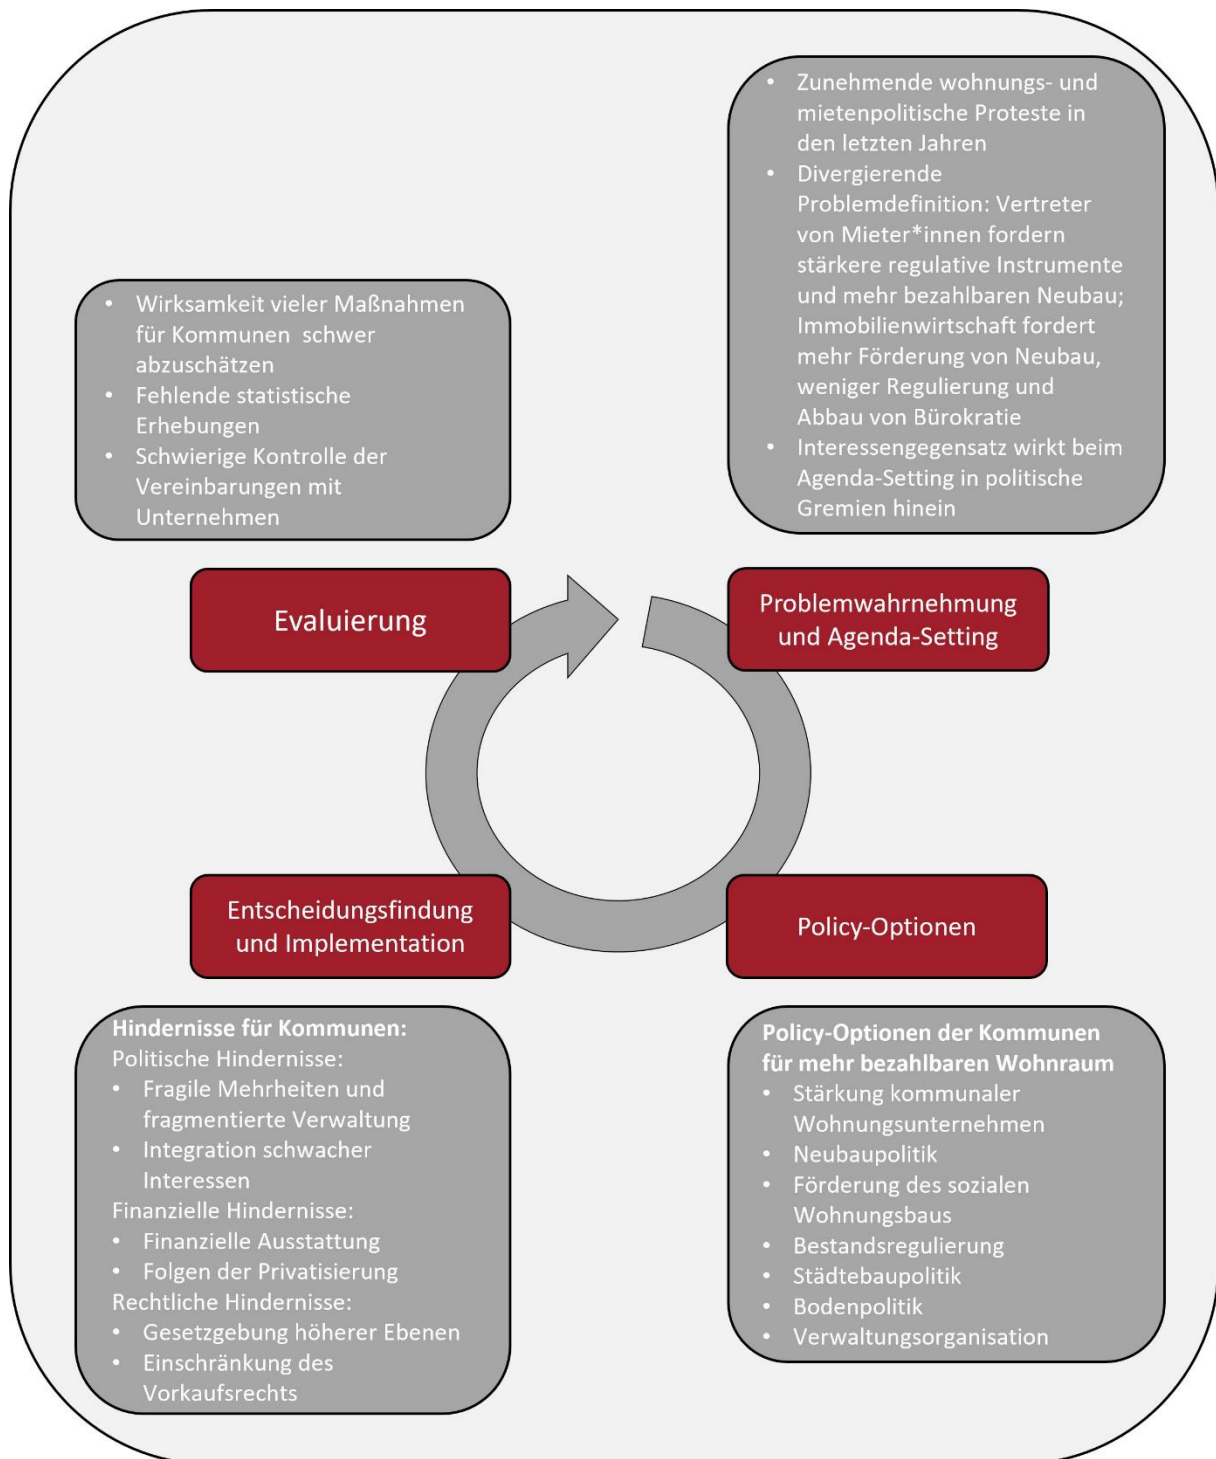 • Zunehmende wohnungs- und
mietenpolitische Proteste in
den letzten Jahren
• Divergierende
Problemdefinition: Vertreter
von Mieter*innen fordern
stärkere regulative Instrumente
und mehr bezahlbaren Neubau;
Immobilienwirtschaft fordert
mehr Förderung von Neubau,
weniger Regulierung und
Abbau von Bürokratie
• Interessengegensatz wirkt beim
Agenda-Setting in politische
Gremien hinein
• Wirksamkeit vieler Maßnahmen
für Kommunen schwer
abzuschätzen
• Fehlende statistische
Erhebungen
• Schwierige Kontrolle der
Vereinbarungen mit
Unternehmen
Evaluierung
Problemwahrnehmung
und Agenda-Setting
Entscheidungsfindung
und Implementation
Policy-Optionen
Hindernisse für Kommunen:
Politische Hindernisse:
• Fragile Mehrheiten und
fragmentierte Verwaltung
• Integration schwacher
Interessen
Finanzielle Hindernisse:
• Finanzielle Ausstattung
• Folgen der Privatisierung
Rechtliche Hindernisse:
• Gesetzgebung höherer Ebenen
• Einschränkung des
Vorkaufsrechts
Policy-Optionen der Kommunen
für mehr bezahlbaren Wohnraum
• Stärkung kommunaler
Wohnungsunternehmen
• Neubaupolitik
• Förderung des sozialen
Wohnungsbaus
• Bestandsregulierung
• Städtebaupolitik
• Bodenpolitik
• Verwaltungsorganisation